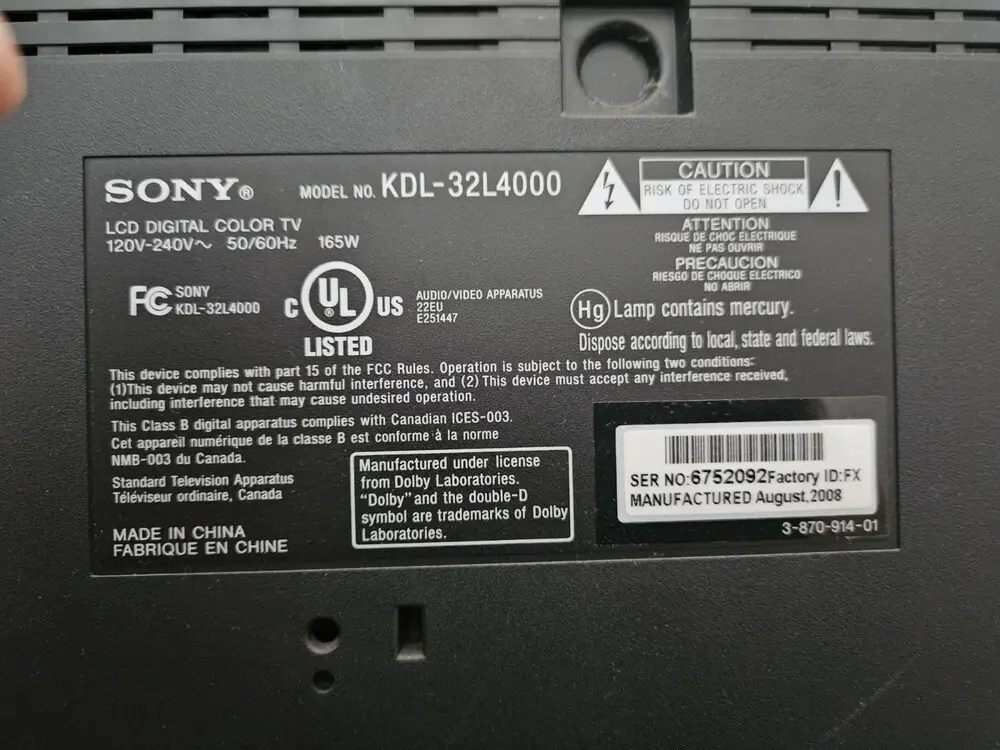 SONY®
MODEL NO. KDL-32L4000
LCD DIGITAL COLOR TV
120V-240V~ 50/60Hz 165W
FC SONY
KDL-32L4000
C UL® US
LISTED
AUDIO/VIDEO APPARATUS
22EU
E251447
CAUTION
RISK OF ELECTRIC SHOCK
DO NOT OPEN
ATTENTION
RISQUE DE CHOC ELECTRIQUE
NE PAS OUVRIR
PRECAUCION
RIESGO DE CHOQUE ELECTRICO
NO ABRIR
Hg Lamp contains mercury.
Dispose according to local, state and federal laws.
This device complies with part 15 of the FCC Rules. Operation is subject to the following two conditions:
(1)This device may not cause harmful interference, and (2) This device must accept any interference received,
including interference that may cause undesired operation.
This Class B digital apparatus complies with Canadian ICES-003.
Cet appareil numérique de la classe B est conforme à la norme
NMB-003 du Canada.
Standard Television Apparatus
Téléviseur ordinaire, Canada
MADE IN CHINA
FABRIQUE EN CHINE
Manufactured under license
from Dolby Laboratories.
"Dolby" and the double-D
symbol are trademarks of Dolby
Laboratories.
SER NO:6752092 Factory ID:FX
MANUFACTURED August,2008
3-870-914-01